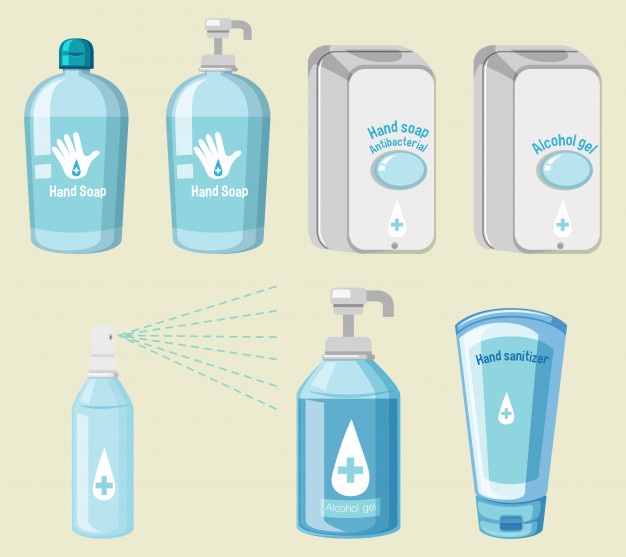 Hand Soap
Hand Soap
Hand soap
Antibacterial
Alcohol gel
Alcohol gel
Hand sanitizer